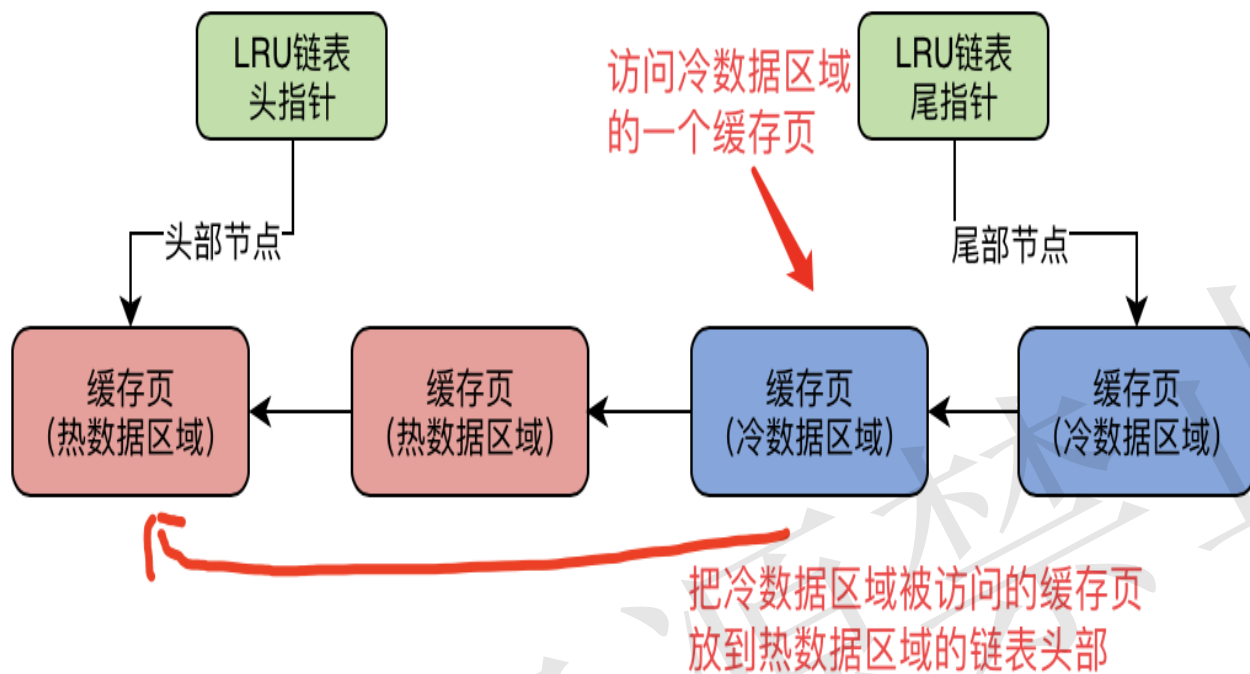 LRU链表
头指针
访问冷数据区域
的一个缓存页
LRU链表
尾指针
头部节点
尾部节点
缓存页
(热数据区域)
缓存页
(热数据区域)
缓存页
(冷数据区域)
缓存页
(冷数据区域)
把冷数据区域被访问的缓存页
放到热数据区域的链表头部